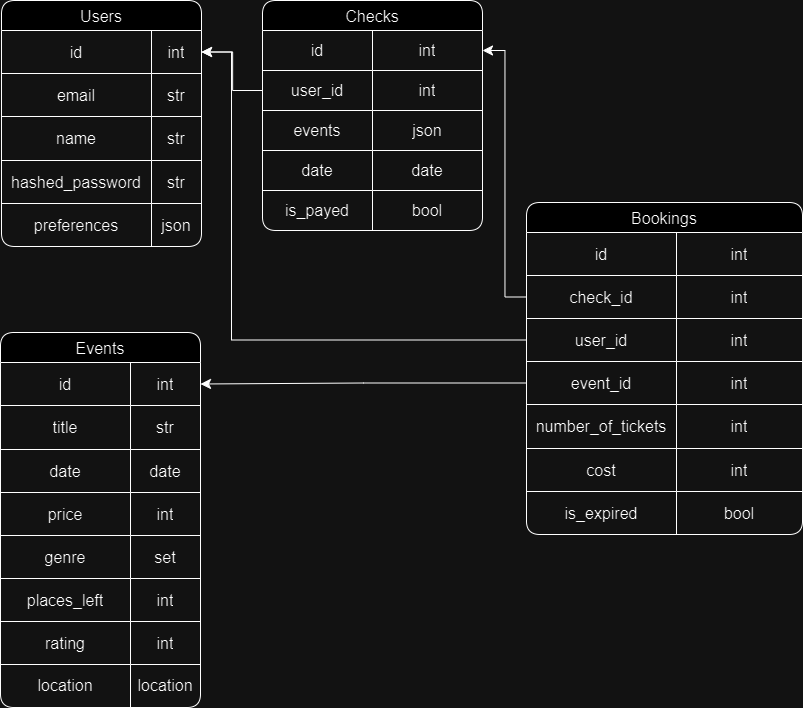 Users
id int
email str
name str
hashed_password str
preferences json
Checks
id int
user_id int
events json
date date
is_payed bool
Bookings
id int
check_id int
user_id int
event_id int
number_of_tickets int
cost int
is_expired bool
Events
id int
title str
date date
price int
genre set
places_left int
rating int
location location